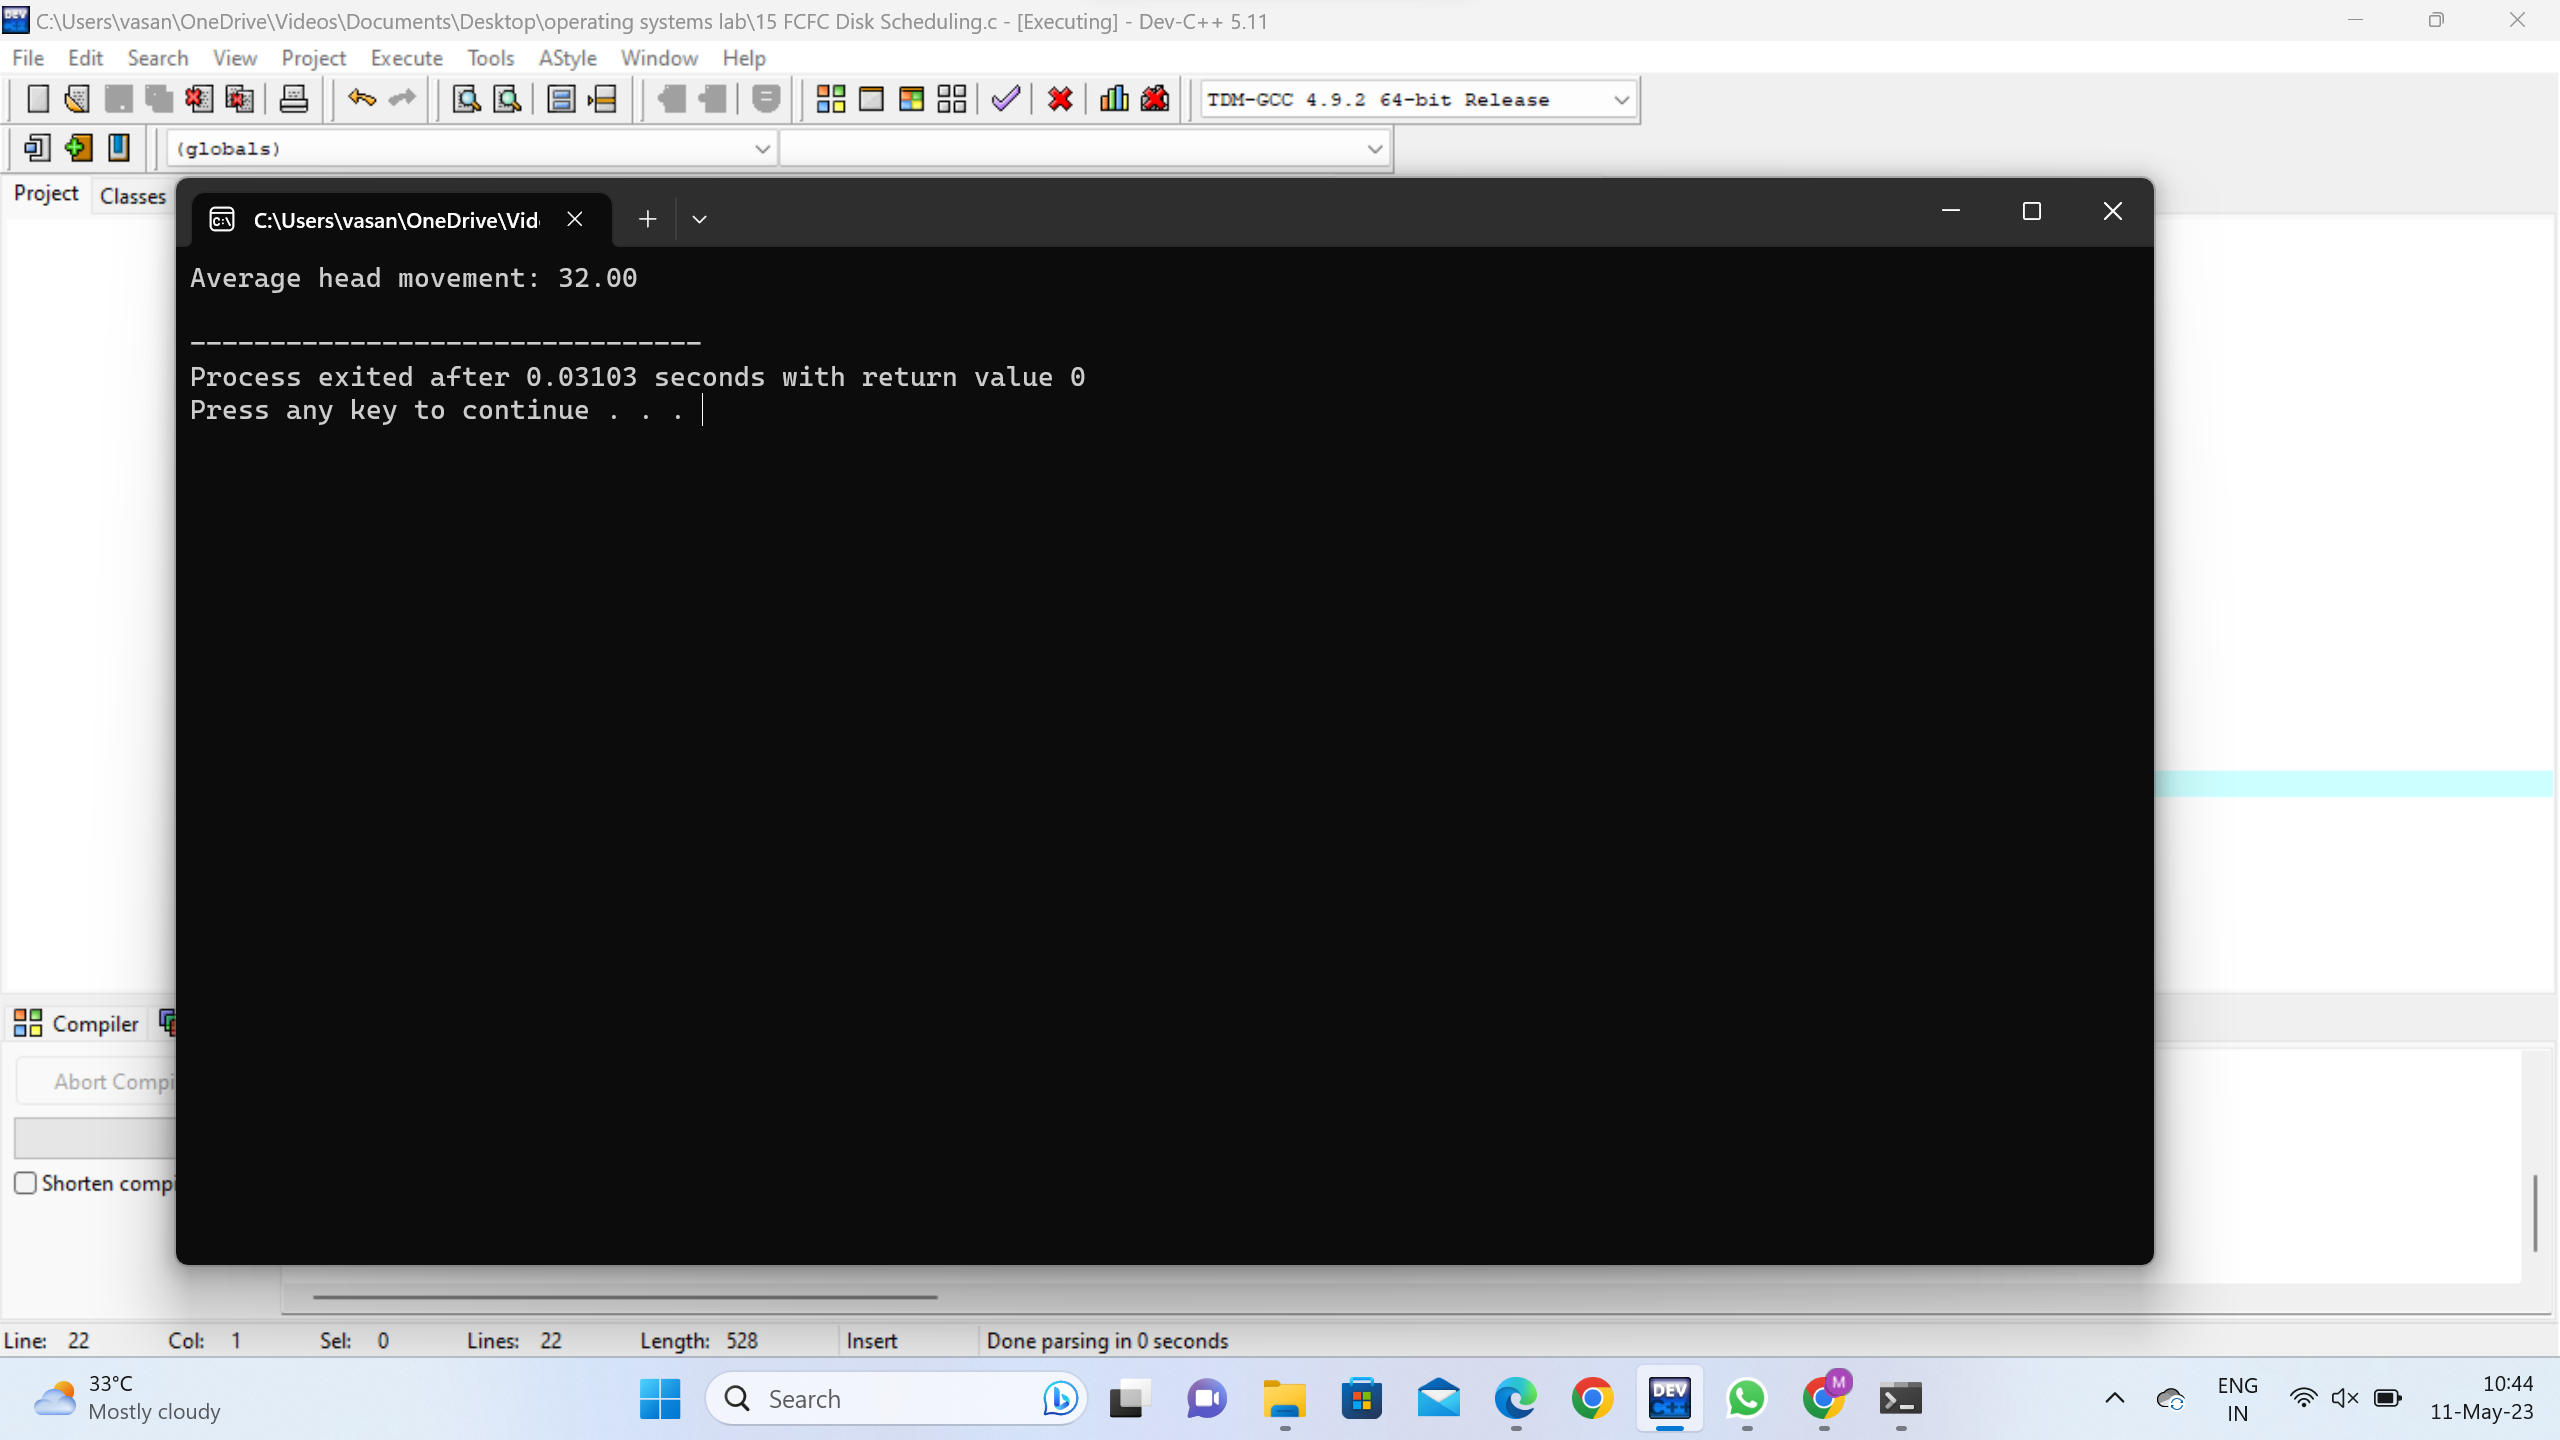 C:\Users\vasan\OneDrive\Videos\Documents\Desktop\operating systems lab\15 FCFC Disk Scheduling.c - [Executing] - Dev-C++ 5.11
File Edit Search View Project Execute Tools AStyle Window Help
TDM-GCC 4.9.2 64-bit Release
(globals)
Project Classes
C:\Users\vasan\OneDrive\Vid
Average head movement: 32.00
--------------------------------
Process exited after 0.03103 seconds with return value 0
Press any key to continue . . .
Compiler
Abort Compi
Shorten compi
Line: 22 Col: 1 Sel: 0 Lines: 22 Length: 528 Insert Done parsing in 0 seconds
33°C
Mostly cloudy
Search
DEV
C++
M
ENG
IN
10:44
11-May-23